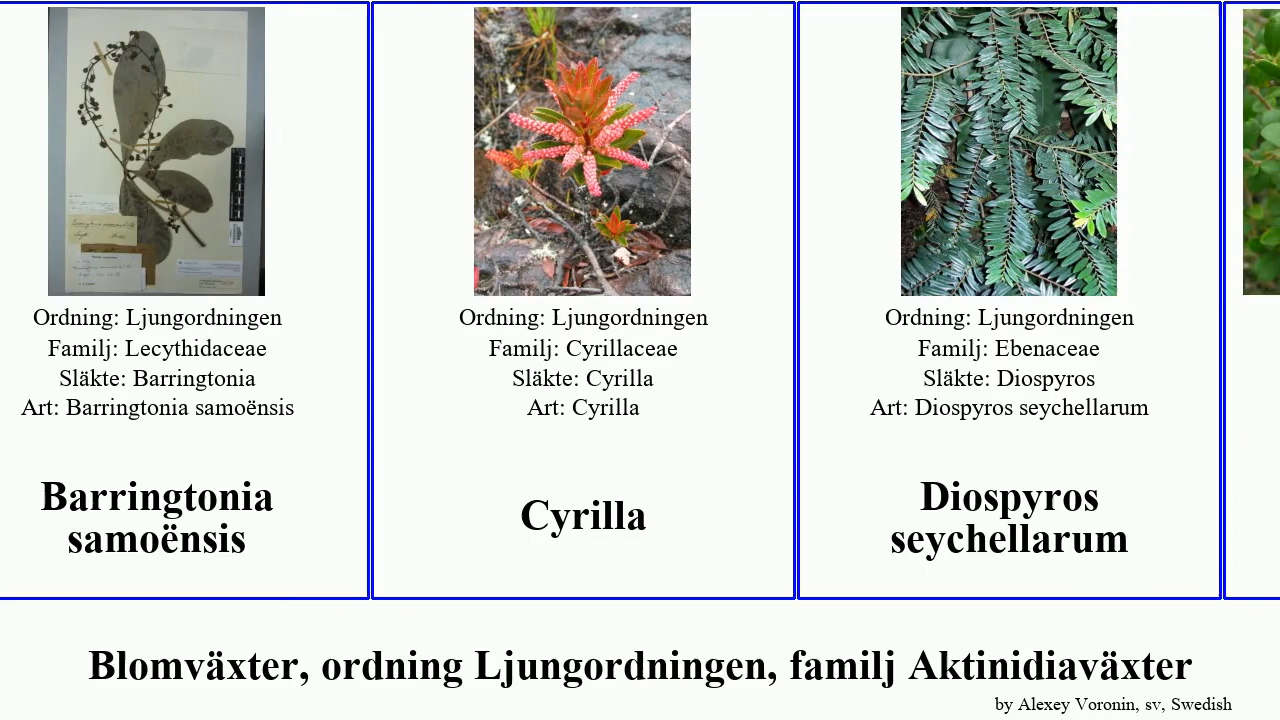 Ordning: Ljungordningen
Familj: Lecythidaceae
Släkte: Barringtonia
Art: Barringtonia samoënsis
Barringtonia
samoënsis
Ordning: Ljungordningen
Familj: Cyrillaceae
Släkte: Cyrilla
Art: Cyrilla
Cyrilla
Ordning: Ljungordningen
Familj: Ebenaceae
Släkte: Diospyros
Art: Diospyros seychellarum
Diospyros
seychellarum
Blomväxter, ordning Ljungordningen, familj Aktinidiaväxter
by Alexey Voronin, sv, Swedish